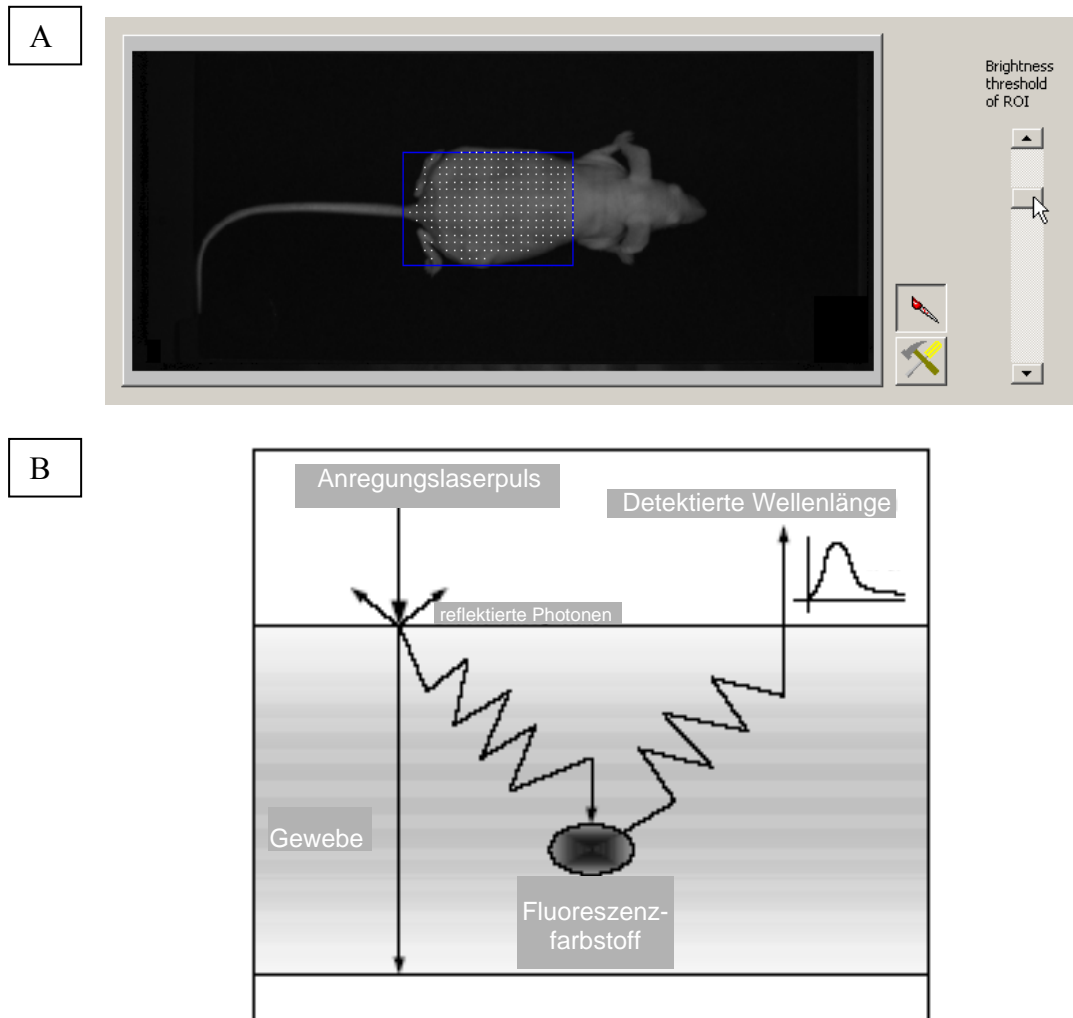 A
Brightness
threshold
of ROI
B
Anregungslaserpuls
Detektierte Wellenlänge
reflektierte Photonen
Gewebe
Fluoreszenz-
farbstoff